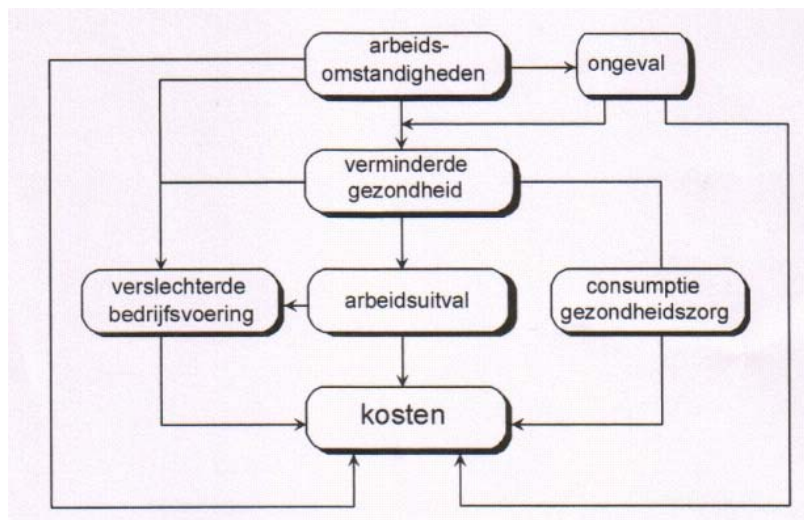 arbeids-
omstandigheden
ongeval
verminderde
gezondheid
verslechterde
bedrijfsvoering
arbeidsuitval
consumptie
gezondheidszorg
kosten